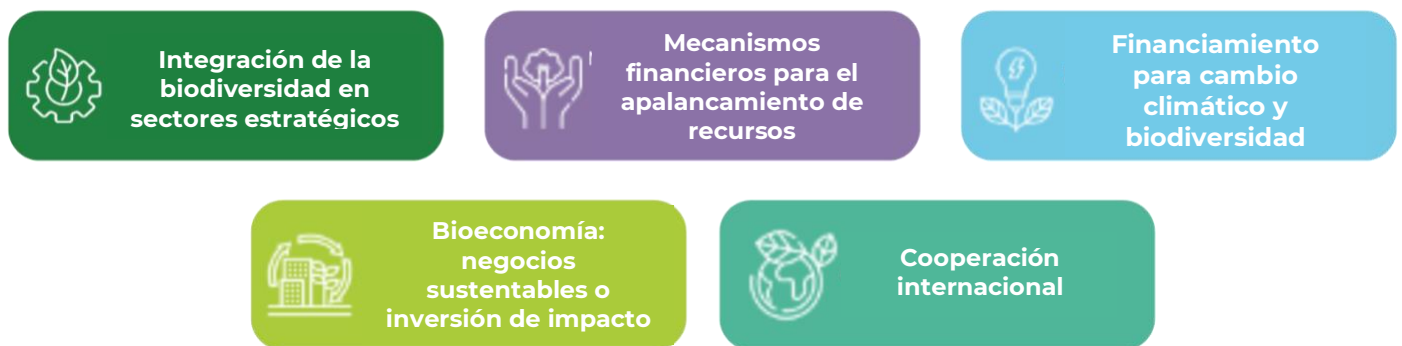 Integración de la
biodiversidad en
sectores estratégicos
Mecanismos
financieros para el
apalancamiento de
recursos
Financiamiento
para cambio
climático y
biodiversidad
Bioeconomía:
negocios
sustentables o
inversión de impacto
Cooperación
internacional